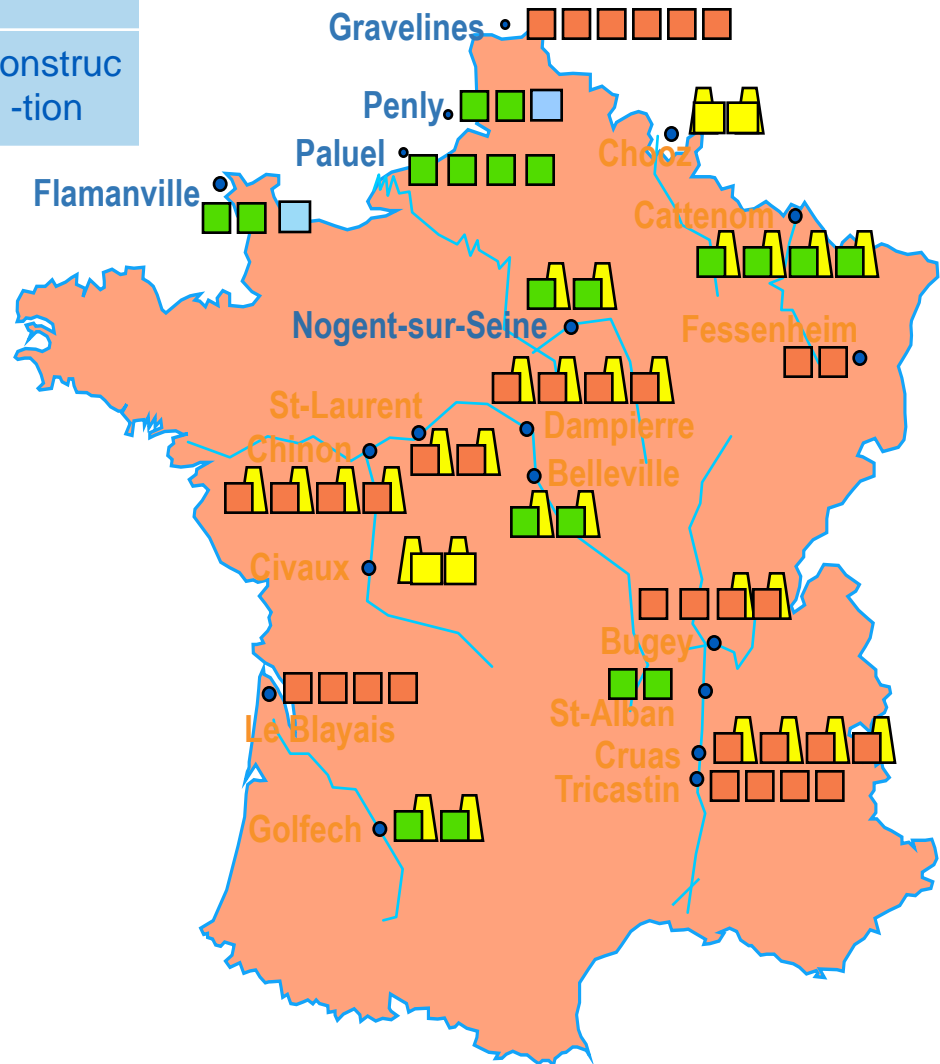 onstruc
-tion
Gravelines
Penly
Paluel
Chooz
Flamanville
Cattenom
Nogent-sur-Seine
Fessenheim
St-Laurent
Dampierre
Chinon
Belleville
Civaux
Bugey
St-Alban
Le Blayais
Cruas
Tricastin
Golfech